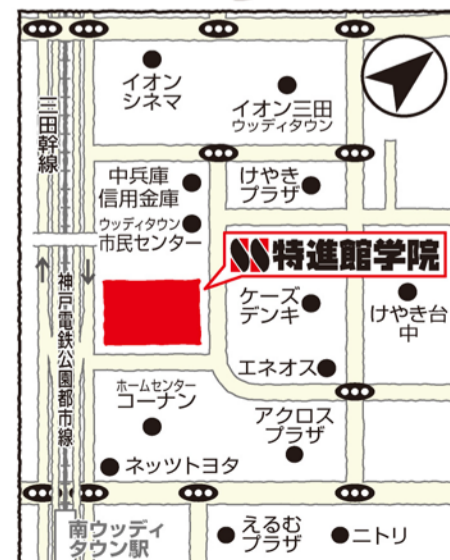 イオン
シネマ
イオン三田
ウッディタウン
三田幹線
中兵庫
信用金庫
けやき
プラザ
ウッディタウン
市民センター
特進館学院
神戸電鉄公園都市線
ケーズ
デンキ
けやき台
中
エネオス
ホームセンター
コーナン
アクロス
プラザ
ネッツトヨタ
南ウッディ
タウン駅
えるむ
プラザ
ニトリ